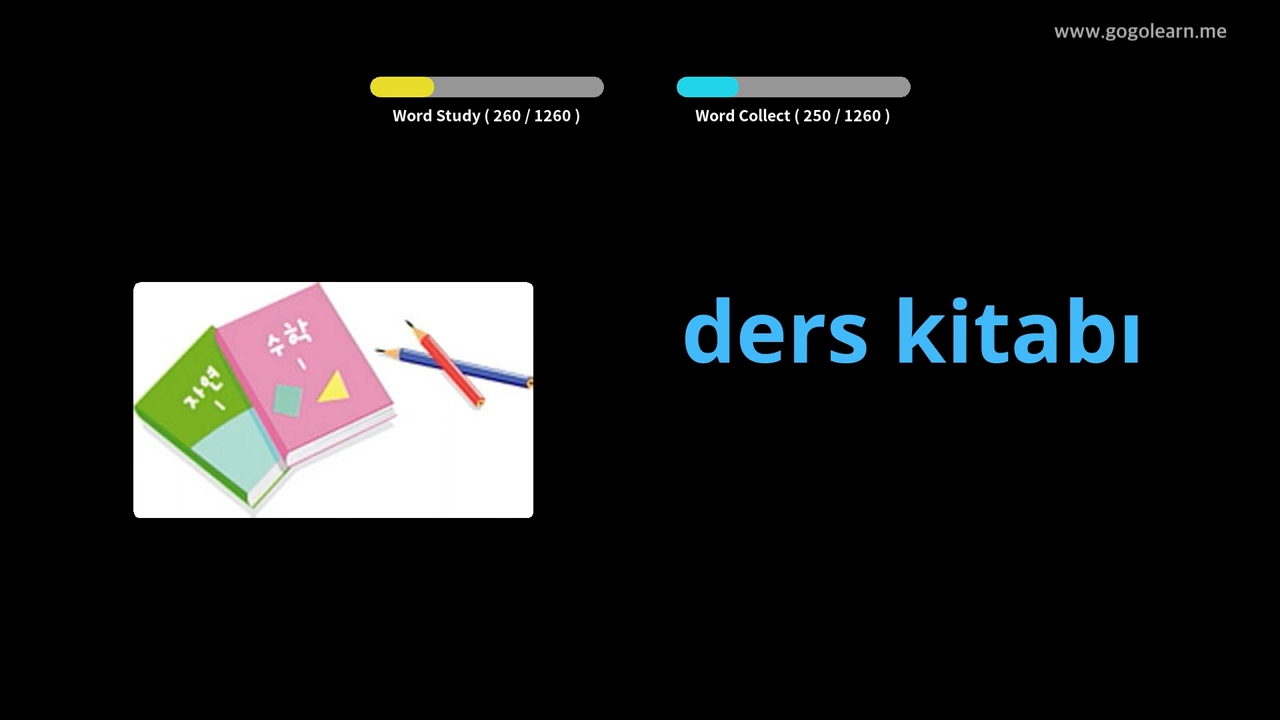 www.gogolearn.me
Word Study ( 260 / 1260 )
Word Collect ( 250 / 1260 )
수학
1
자연
1
ders kitabı